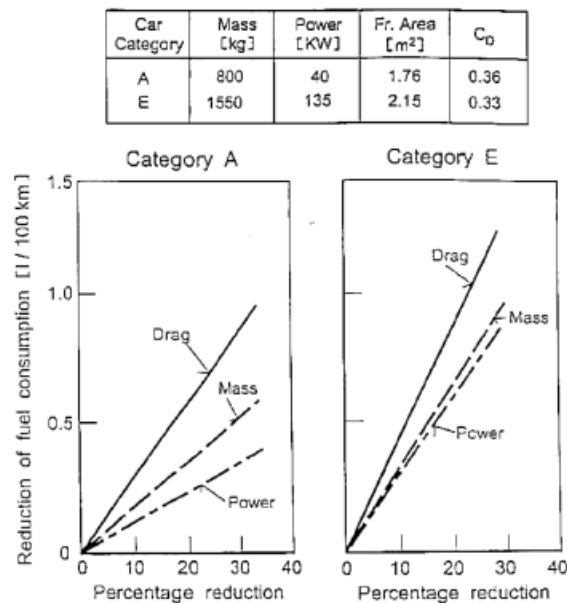 Car Category Mass [kg] Power [KW] Fr. Area [m²] C_D
A 800 40 1.76 0.36
E 1550 135 2.15 0.33
Category A Category E
Reduction of fuel consumption [l / 100 km]
1.5
1.0
0.5
0
Drag
Mass
Power
0 10 20 30 40
Percentage reduction
Drag
Mass
Power
0 10 20 30 40
Percentage reduction